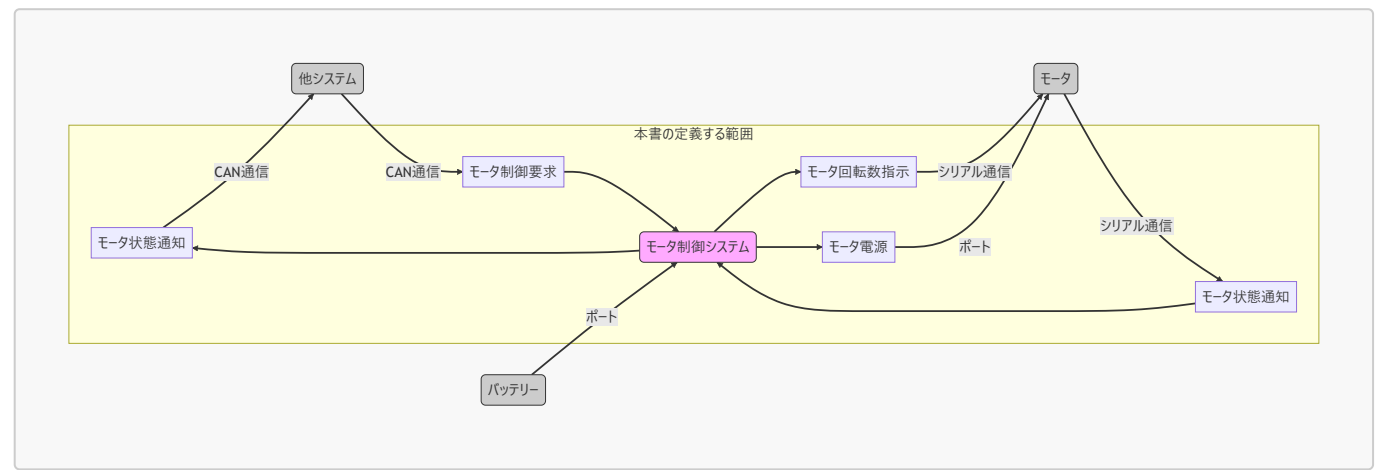 他システム
モータ
本書の定義する範囲
CAN通信
CAN通信
モータ制御要求
モータ回転数指示
シリアル通信
シリアル通信
モータ状態通知
モータ制御システム
モータ電源
ポート
モータ状態通知
ポート
バッテリー